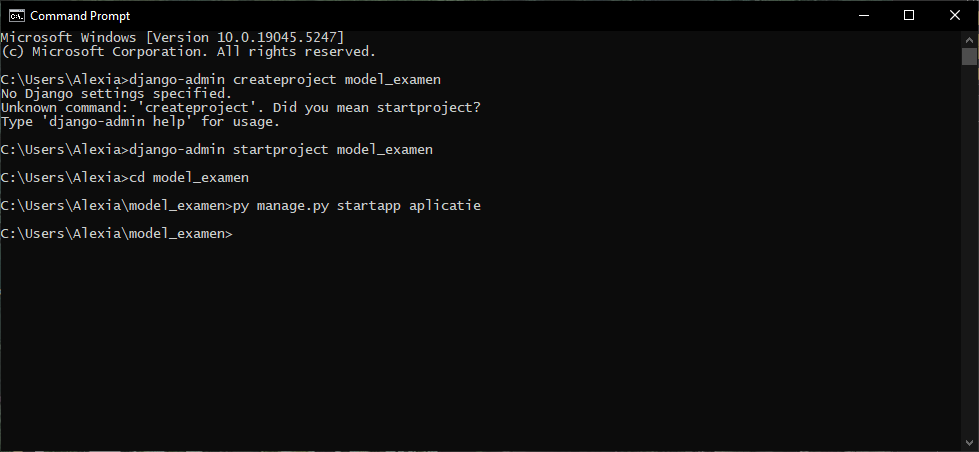 Command Prompt
Microsoft Windows [Version 10.0.19045.5247]
(c) Microsoft Corporation. All rights reserved.
C:\Users\Alexia>django-admin createproject model_examen
No Django settings specified.
Unknown command: 'createproject'. Did you mean startproject?
Type 'django-admin help' for usage.
C:\Users\Alexia>django-admin startproject model_examen
C:\Users\Alexia>cd model_examen
C:\Users\Alexia\model_examen>py manage.py startapp aplicatie
C:\Users\Alexia\model_examen>